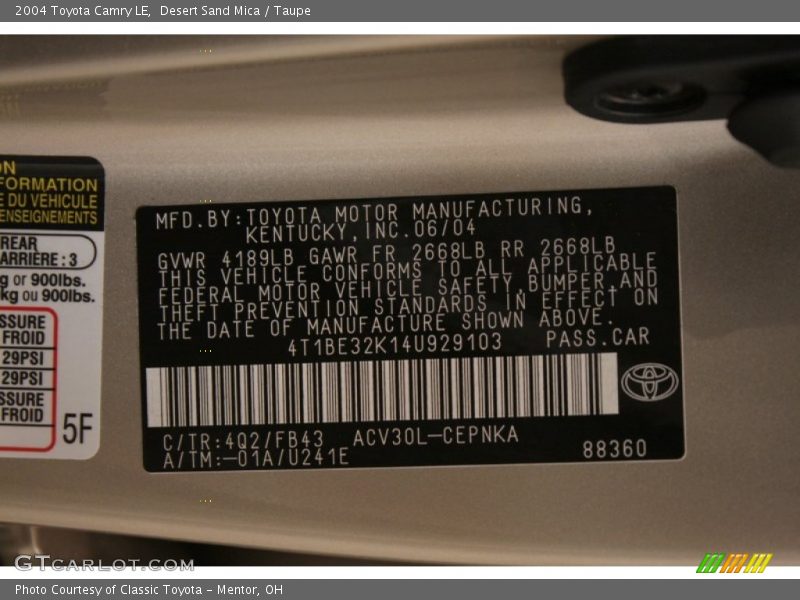 2004 Toyota Camry LE, Desert Sand Mica / Taupe
ON
FORMATION
E DU VEHICULE
ENSEIGNEMENTS
REAR
ARRIÈRE : 3
g or 900lbs.
kg ou 900lbs.
SSURE
FROID
29PSI
29PSI
SSURE
FROID
5F
MFD.BY:TOYOTA MOTOR MANUFACTURING,
KENTUCKY,INC.06/04
GVWR 4189LB GAWR FR 2668LB RR 2668LB
THIS VEHICLE CONFORMS TO ALL APPLICABLE
FEDERAL MOTOR VEHICLE SAFETY,BUMPER,AND
THEFT PREVENTION STANDARDS IN EFFECT ON
THE DATE OF MANUFACTURE SHOWN ABOVE.
4T1BE32K14U929103 PASS.CAR
C/TR:4Q2/FB43 ACV30L-CEPNKA
A/TM:-01A/U241E 88360
GTCARLOT.COM
Photo Courtesy of Classic Toyota - Mentor, OH